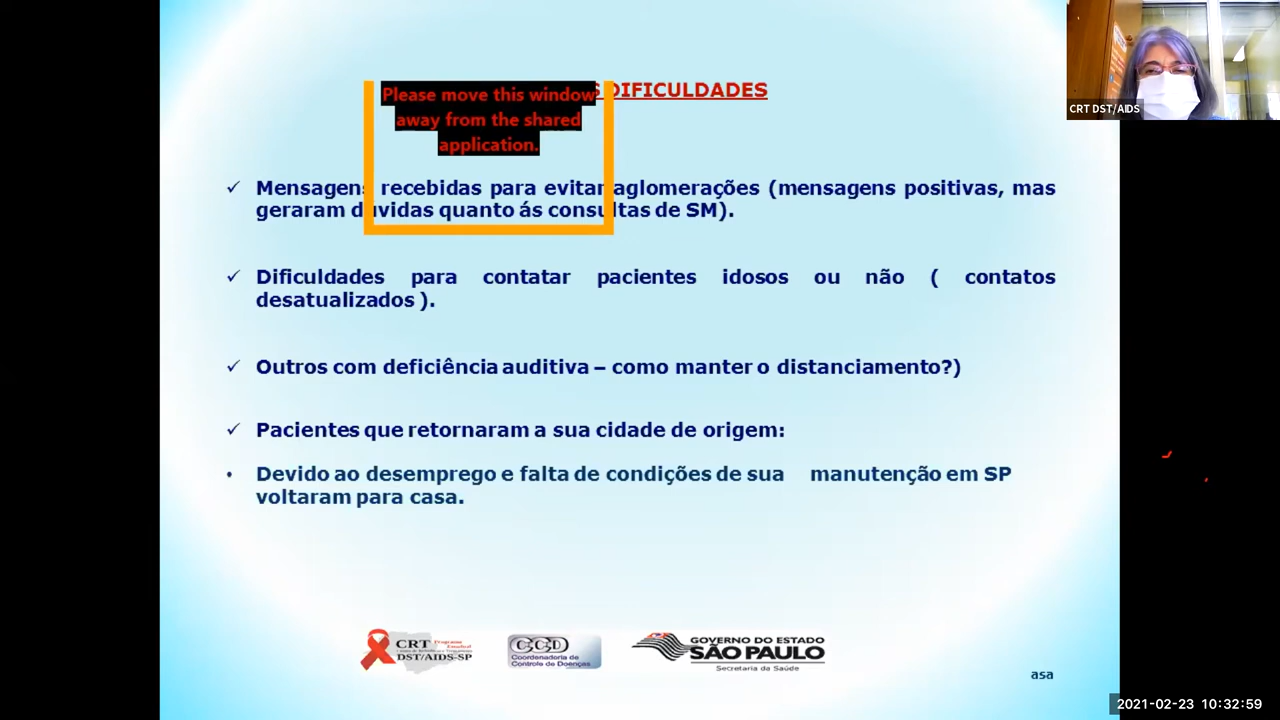 S DIFICULDADES
Please move this window
away from the shared
application.
✓ Mensagens recebidas para evitar aglomerações (mensagens positivas, mas
geraram dúvidas quanto ás consultas de SM).
✓ Dificuldades para contatar pacientes idosos ou não ( contatos
desatualizados ).
✓ Outros com deficiência auditiva – como manter o distanciamento?)
✓ Pacientes que retornaram a sua cidade de origem:
• Devido ao desemprego e falta de condições de sua manutenção em SP
voltaram para casa.
CRT
DST/AIDS-SP
CCD
Coordenadoria de
Controle de Doenças
GOVERNO DO ESTADO
SÃO PAULO
Secretaria da Saúde
asa
CRT DST/AIDS
2021-02-23 10:32:59